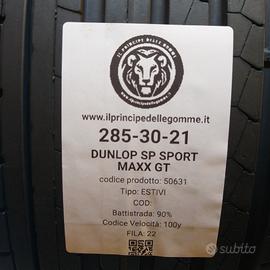 IL PRINCIPE DELLE GOMME
www.ilprincipedellegomme.it
285-30-21
DUNLOP SP SPORT
MAXX GT
codice prodotto: 50631
Tipo: ESTIVI
COD:
Battistrada: 90%
Codice Velocità: 100y
FILA: 22
subito